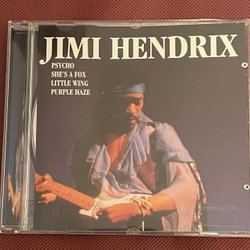 JIMI HENDRIX
PSYCHO
SHE'S A FOX
LITTLE WING
PURPLE HAZE